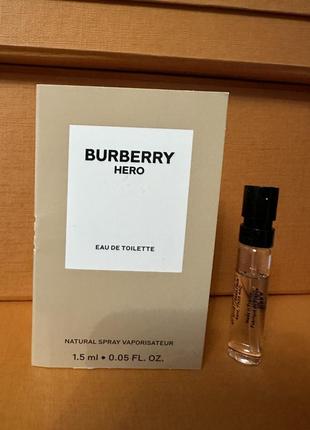 BURBERRY
HERO
EAU DE TOILETTE
NATURAL SPRAY VAPORISATEUR
1.5 ml • 0.05 FL. OZ.